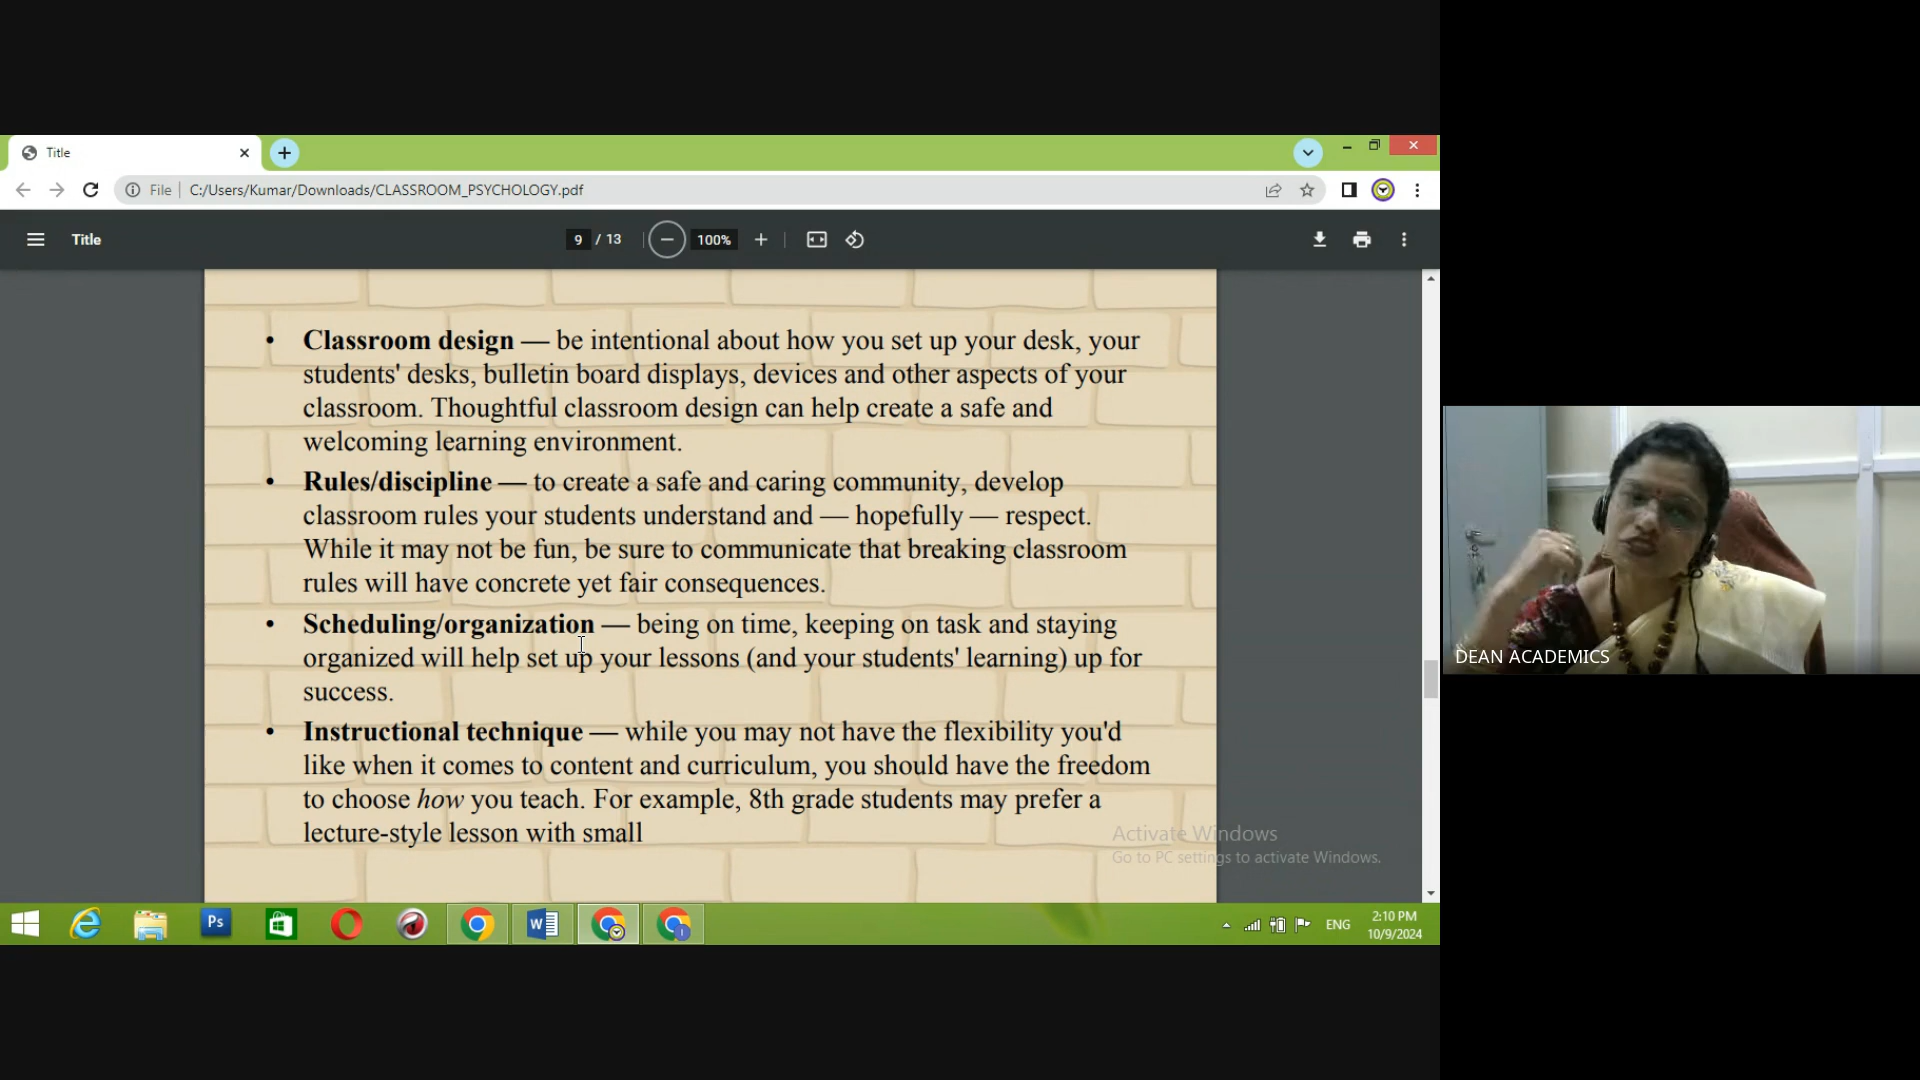 Title
File
C:/Users/Kumar/Downloads/CLASSROOM_PSYCHOLOGY.pdf
Title
9 / 13
100%
• Classroom design — be intentional about how you set up your desk, your
students' desks, bulletin board displays, devices and other aspects of your
classroom. Thoughtful classroom design can help create a safe and
welcoming learning environment.
• Rules/discipline — to create a safe and caring community, develop
classroom rules your students understand and — hopefully — respect.
While it may not be fun, be sure to communicate that breaking classroom
rules will have concrete yet fair consequences.
• Scheduling/organization — being on time, keeping on task and staying
organized will help set up your lessons (and your students' learning) up for
success.
• Instructional technique — while you may not have the flexibility you'd
like when it comes to content and curriculum, you should have the freedom
to choose how you teach. For example, 8th grade students may prefer a
lecture-style lesson with small
Activate Windows
Go to PC settings to activate Windows.
DEAN ACADEMICS
Ps
W
ENG
2:10 PM
10/9/2024